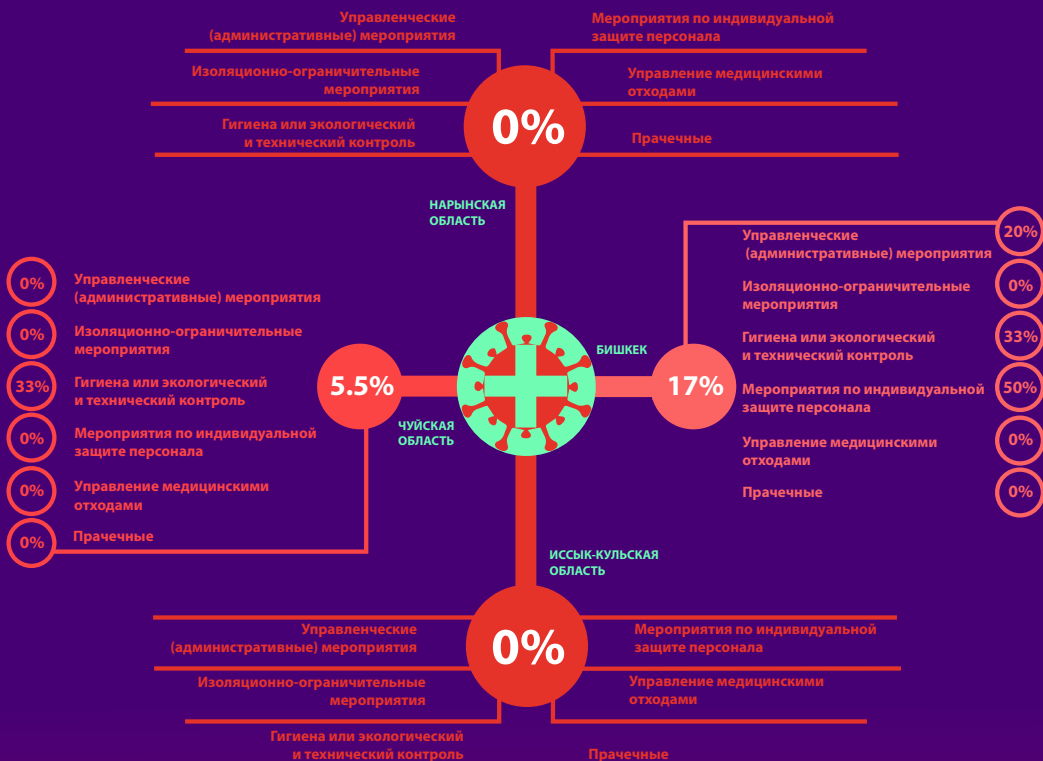 Управленческие
(административные) мероприятия
Изоляционно-ограничительные
мероприятия
Гигиена или экологический
и технический контроль
0%
Мероприятия по индивидуальной
защите персонала
Управление медицинскими
отходами
Прачечные
НАРЫНСКАЯ
ОБЛАСТЬ
0%
Управленческие
(административные) мероприятия
0%
Изоляционно-ограничительные
мероприятия
33%
Гигиена или экологический
и технический контроль
0%
Мероприятия по индивидуальной
защите персонала
0%
Управление медицинскими
отходами
0%
Прачечные
5.5%
ЧУЙСКАЯ
ОБЛАСТЬ
БИШКЕК
17%
Управленческие
(административные) мероприятия
20%
Изоляционно-ограничительные
мероприятия
0%
Гигиена или экологический
и технический контроль
33%
Мероприятия по индивидуальной
защите персонала
50%
Управление медицинскими
отходами
0%
Прачечные
0%
ИССЫК-КУЛЬСКАЯ
ОБЛАСТЬ
Управленческие
(административные) мероприятия
Изоляционно-ограничительные
мероприятия
Гигиена или экологический
и технический контроль
0%
Мероприятия по индивидуальной
защите персонала
Управление медицинскими
отходами
Прачечные